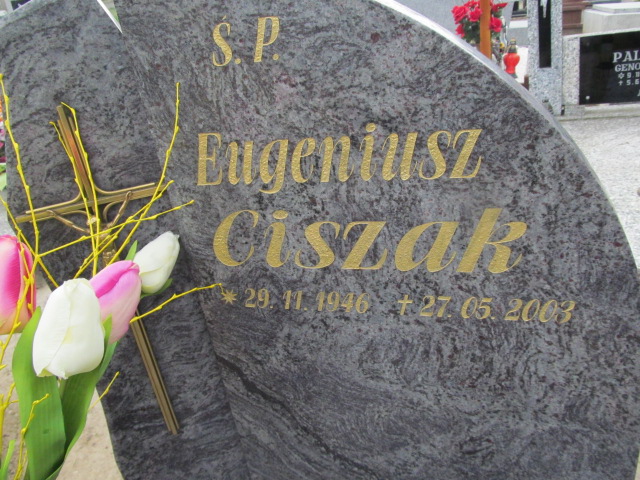 Ś. P.
Eugeniusz
Ciszak
* 29. 11. 1946 † 27. 05. 2003